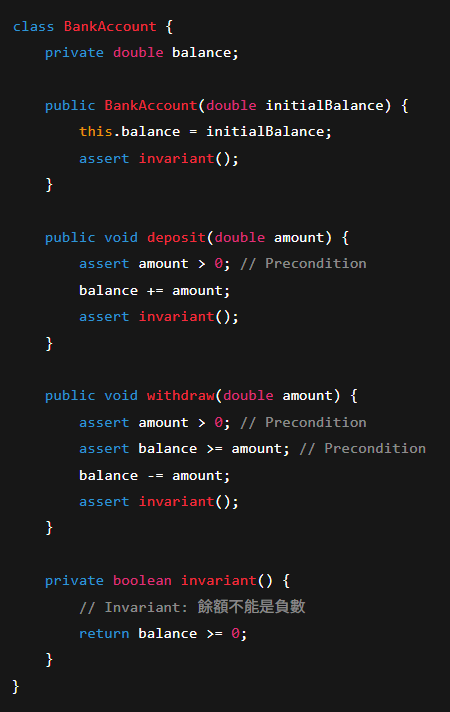 class BankAccount {
    private double balance;

    public BankAccount(double initialBalance) {
        this.balance = initialBalance;
        assert invariant();
    }

    public void deposit(double amount) {
        assert amount > 0; // Precondition
        balance += amount;
        assert invariant();
    }

    public void withdraw(double amount) {
        assert amount > 0; // Precondition
        assert balance >= amount; // Precondition
        balance -= amount;
        assert invariant();
    }

    private boolean invariant() {
        // Invariant: 餘額不能是負數
        return balance >= 0;
    }
}